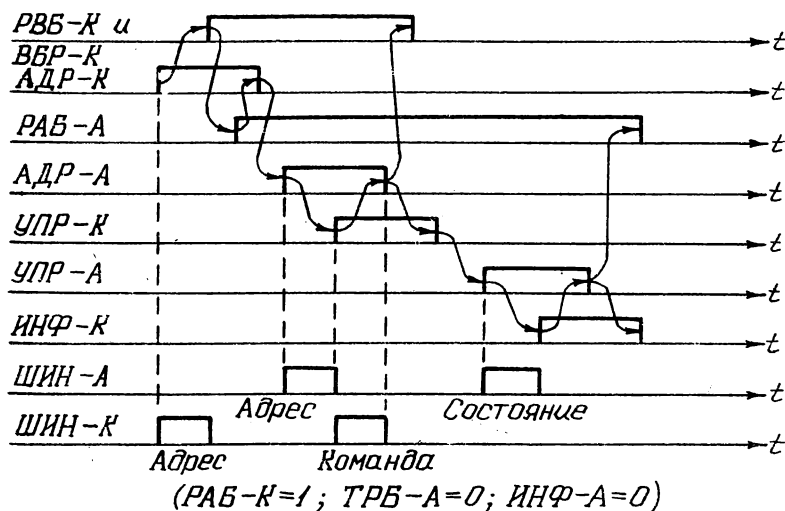 РВБ-К и
ВБР-К
t
АДР-К
t
РАБ-А
t
АДР-А
t
УПР-К
t
УПР-А
t
ИНФ-К
t
ШИН-А
t
Адрес
Состояние
ШИН-К
t
Адрес
Команда
(РАБ-К=1; ТРБ-А=0; ИНФ-А=0)